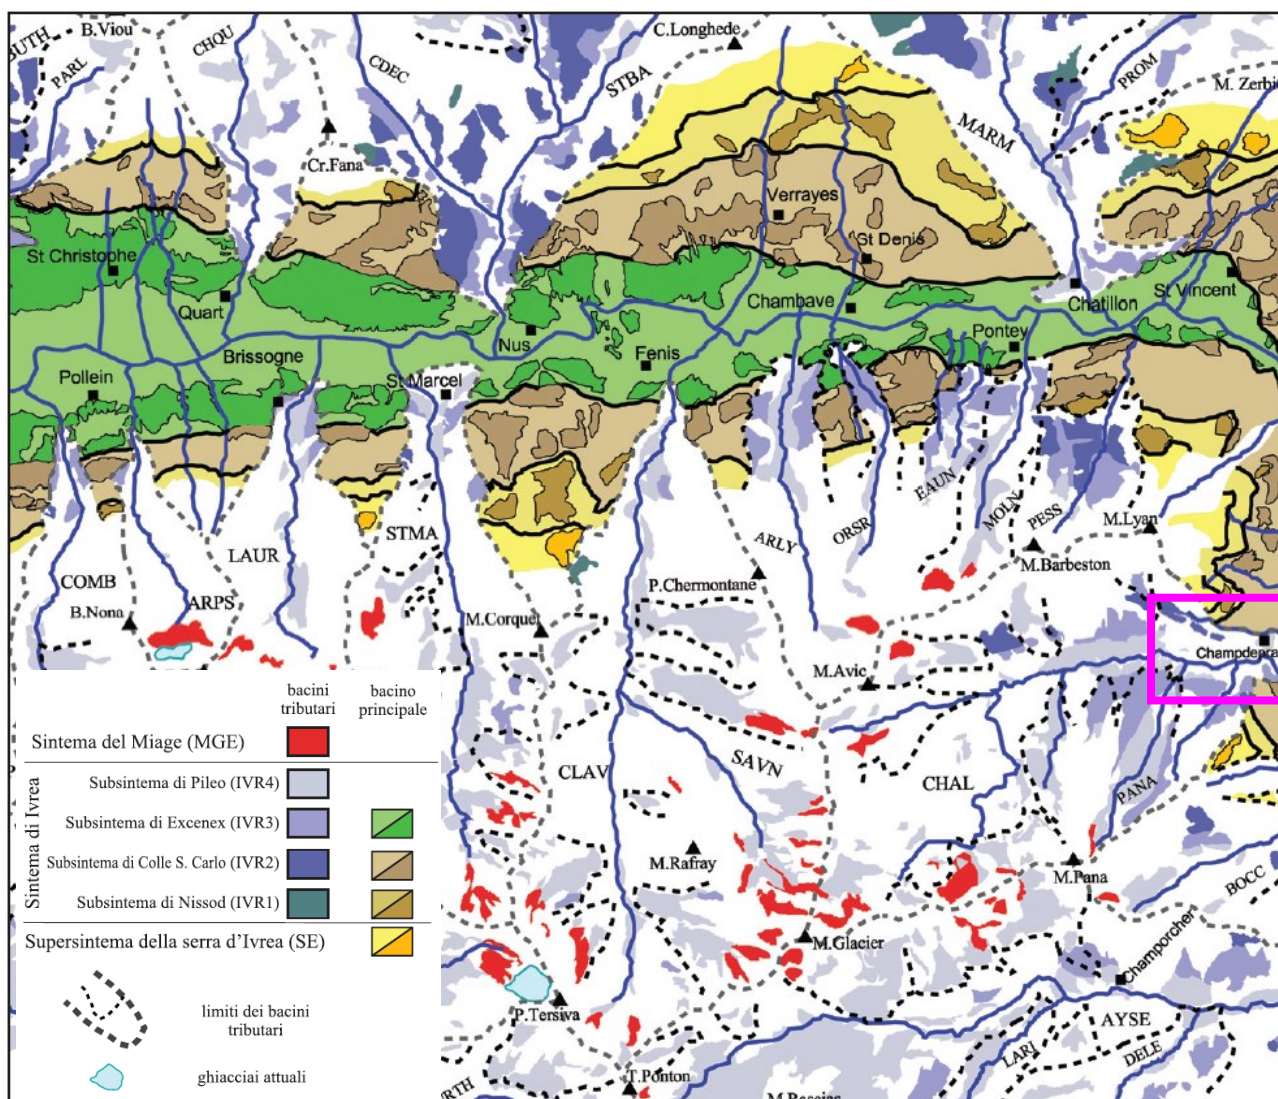 B.Viou
C.Longhede
BUTH
PARL
CHQU
CDEC
STBA
PROM
M. Zerbi
MARM
Cr.Fana
Verrayes
St Denis
St Christophe
Quart
Chambave
Chatillon
St Vincent
Nus
Pontey
Brissogne
Fenis
Pollein
St Marcel
EAUN
MOLN
PESS
M.Lyan
ORSR
ARLY
STMA
LAUR
COMB
ARPS
B.Nona
P.Chermontane
M.Barbeston
M.Corquet
M.Avic
Champdepra
CLAV
SAVN
CHAL
PANA
M.Rafray
M.Pana
BOCC
M.Glacier
Champorcher
P.Tersiva
AYSE
LARI
DELE
T.Ponton
RTH
bacini tributari
bacino principale
Sintema del Miage (MGE)
Sintema di Ivrea
Subsintema di Pileo (IVR4)
Subsintema di Excenex (IVR3)
Subsintema di Colle S. Carlo (IVR2)
Subsintema di Nissod (IVR1)
Supersintema della serra d'Ivrea (SE)
limiti dei bacini
tributari
ghiacciai attuali